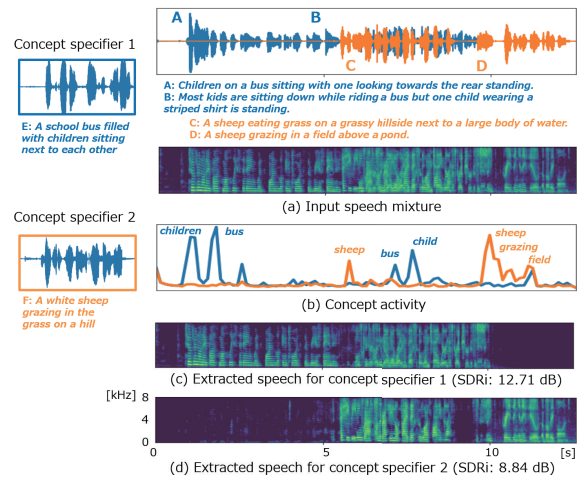 Concept specifier 1
E: A school bus filled
with children sitting
next to each other
A
B
C
D
A: Children on a bus sitting with one looking towards the rear standing.
B: Most kids are sitting down while riding a bus but one child wearing a
striped shirt is standing.
C: A sheep eating grass on a grassy hillside next to a large body of water.
D: A sheep grazing in a field above a pond.
(a) Input speech mixture
Concept specifier 2
F: A white sheep
grazing in the
grass on a hill
children
bus
sheep
bus
child
sheep
grazing
field
(b) Concept activity
(c) Extracted speech for concept specifier 1 (SDRi: 12.71 dB)
[kHz]
8
4
0
0
5
10
[s]
(d) Extracted speech for concept specifier 2 (SDRi: 8.84 dB)